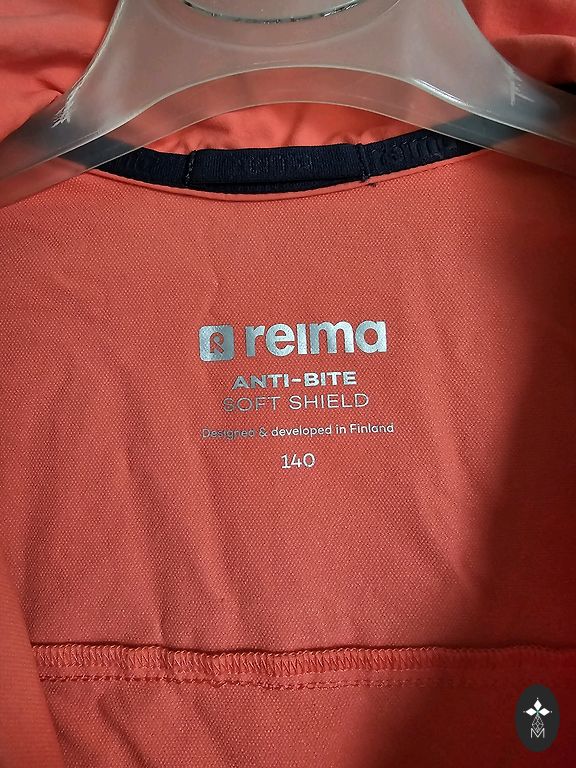 reima
ANTI-BITE
SOFT SHIELD
Designed & developed in Finland
140